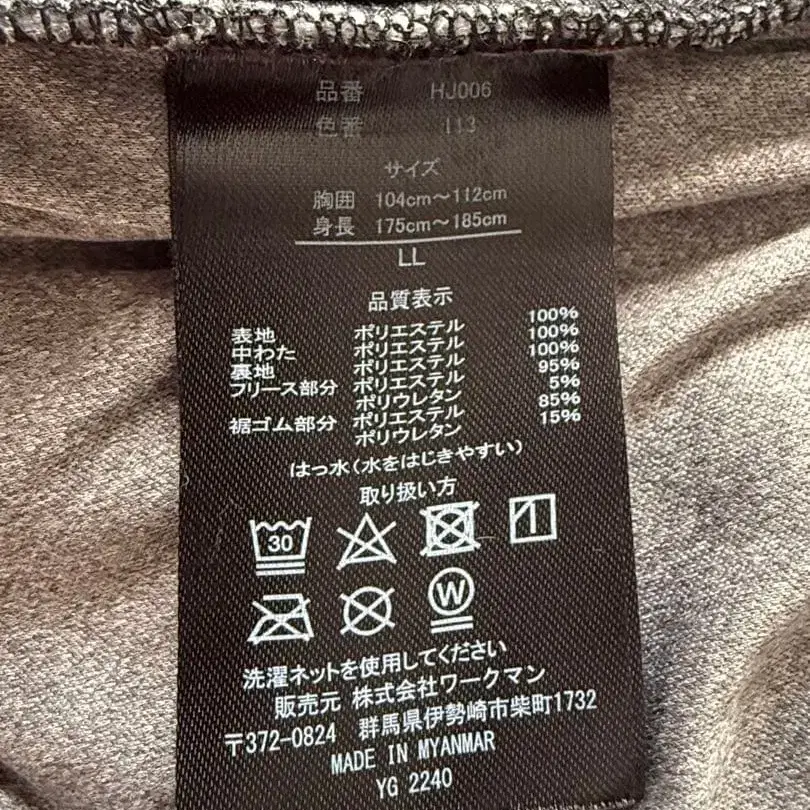 品番 HJ006
色番 113
サイズ
胸囲 104cm～112cm
身長 175cm～185cm
LL
品質表示
表地 ポリエステル 100%
中わた ポリエステル 100%
裏地 ポリエステル 100%
フリース部分 ポリエステル 95%
ポリウレタン 5%
裾ゴム部分 ポリエステル 85%
ポリウレタン 15%
はっ水(水をはじきやすい)
取り扱い方
30
W
洗濯ネットを使用してください
販売元 株式会社ワークマン
〒372-0824 群馬県伊勢崎市柴町1732
MADE IN MYANMAR
YG 2240